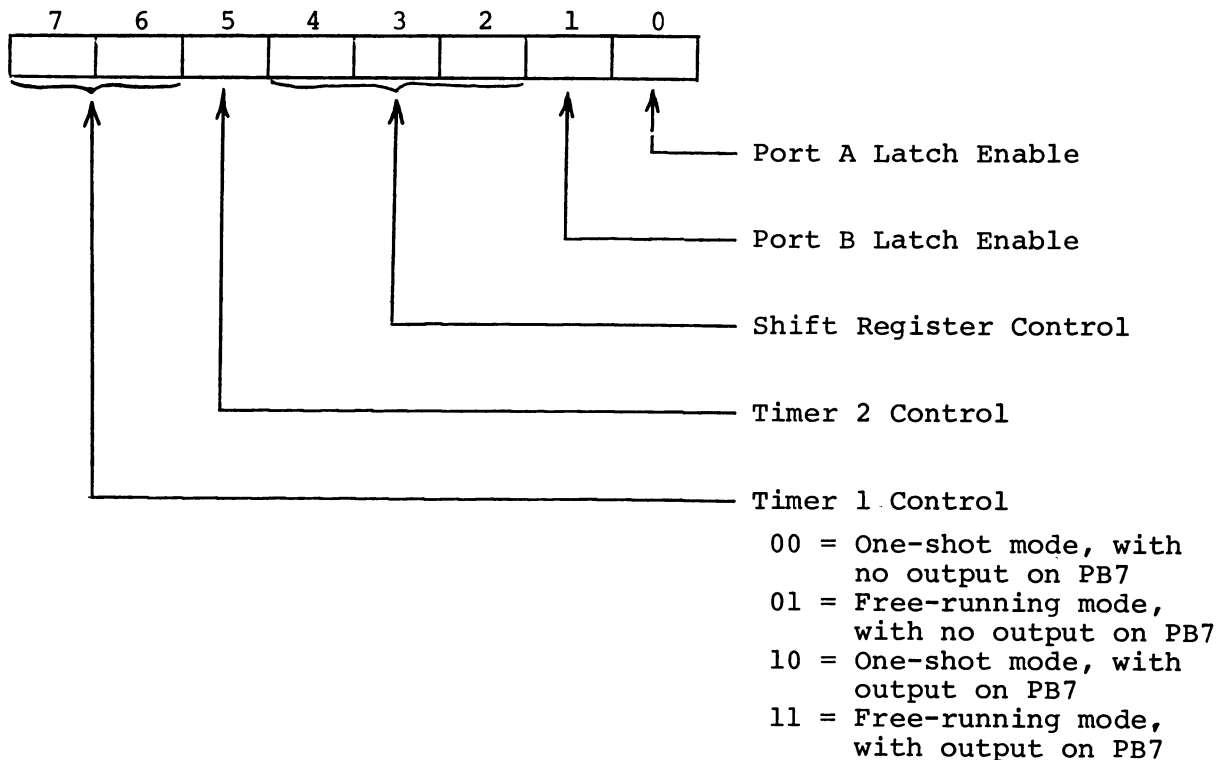 7 6 5 4 3 2 1 0
Port A Latch Enable
Port B Latch Enable
Shift Register Control
Timer 2 Control
Timer 1 Control
00 = One-shot mode, with
no output on PB7
01 = Free-running mode,
with no output on PB7
10 = One-shot mode, with
output on PB7
11 = Free-running mode,
with output on PB7